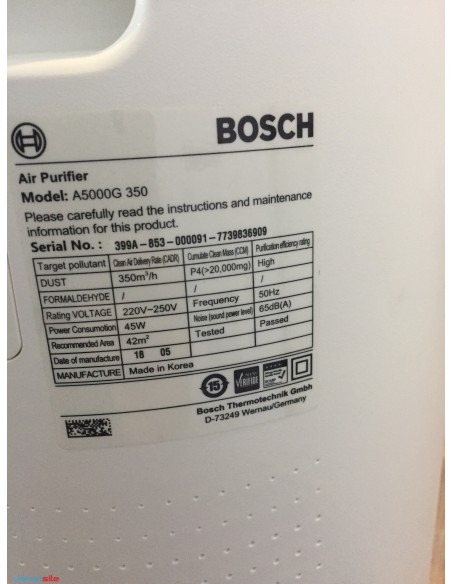 BOSCH
Air Purifier
Model: A5000G 350
Please carefully read the instructions and maintenance
information for this product.
Serial No. : 399A-853-000091-7739836909
Target pollutant Clean Air Delivery Rate (CADR) Cumulate Clean Mass (CCM) Purification efficiency rating
DUST 350m³/h P4(>20,000mg) High
FORMALDEHYDE / / /
Rating VOLTAGE 220V~250V Frequency 50Hz
Power Consumotion 45W Noise (sound power level) 65dB(A)
Recommended Area 42m² Tested Passed
Date of manufacture 18 05
MANUFACTURE Made in Korea
15
Bosch Thermotechnik Gmbh
D-73249 Wernau/Germany
site